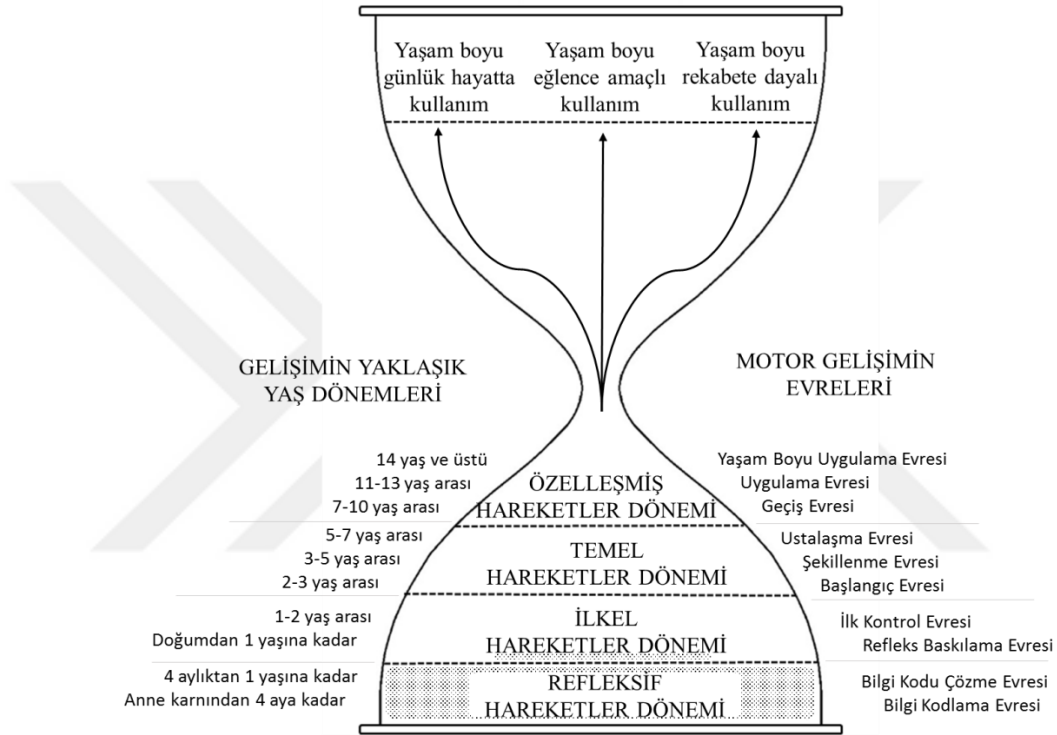 Yaşam boyu
günlük hayatta
kullanım
Yaşam boyu
eğlence amaçlı
kullanım
Yaşam boyu
rekabete dayalı
kullanım
GELİŞİMİN YAKLAŞIK
YAŞ DÖNEMLERİ
MOTOR GELİŞİMİN
EVRELERİ
14 yaş ve üstü
11-13 yaş arası
7-10 yaş arası
ÖZELLEŞMİŞ
HAREKETLER DÖNEMİ
Yaşam Boyu Uygulama Evresi
Uygulama Evresi
Geçiş Evresi
5-7 yaş arası
3-5 yaş arası
2-3 yaş arası
TEMEL
HAREKETLER DÖNEMİ
Ustalaşma Evresi
Şekillenme Evresi
Başlangıç Evresi
1-2 yaş arası
Doğumdan 1 yaşına kadar
İLKEL
HAREKETLER DÖNEMİ
İlk Kontrol Evresi
Refleks Baskılama Evresi
4 aylıktan 1 yaşına kadar
Anne karnından 4 aya kadar
REFLEKSİF
HAREKETLER DÖNEMİ
Bilgi Kodu Çözme Evresi
Bilgi Kodlama Evresi